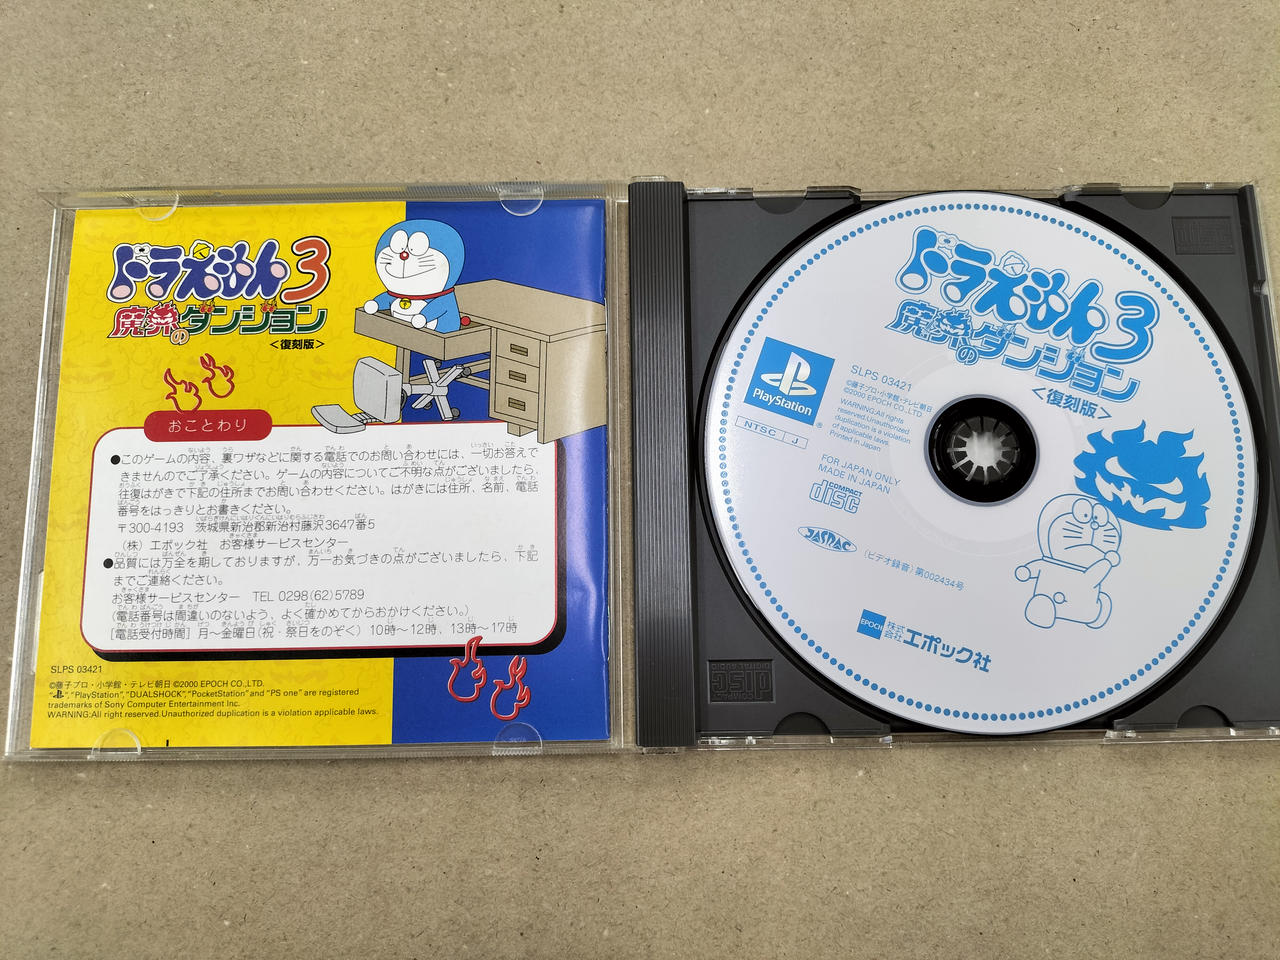 ドラえもん3
魔界のダンジョン
<復刻版>
おことわり
●このゲームの内容、裏ワザなどに関する電話でのお問い合わせには、一切お答えで
きませんのでご了承ください。ゲームの内容についてご不明な点がございましたら、
往復はがきで下記の住所までお問い合わせください。はがきには住所、名前、電話
番号をはっきりとお書きください。
〒300-4193 茨城県新治郡新治村藤沢3647番5
(株)エポック社 お客様サービスセンター
●品質には万全を期しておりますが、万一お気づきの点がございましたら、下記
までご連絡ください。
お客様サービスセンター TEL 0298(62)5789
(電話番号は間違いのないよう、よく確かめてからおかけください。)
[電話受付時間] 月〜金曜日(祝・祭日をのぞく) 10時〜12時、13時〜17時
SLPS 03421
©藤子プロ・小学館・テレビ朝日 ©2000 EPOCH CO.,LTD.
" ", "PlayStation", "DUALSHOCK", "PocketStation" and "PS one" are registered
trademarks of Sony Computer Entertainment Inc.
WARNING:All right reserved.Unauthorized duplication is a violation applicable laws.
ドラえもん3
魔界のダンジョン
<復刻版>
PlayStation
®
NTSC J
SLPS 03421
©藤子プロ・小学館・テレビ朝日
©2000 EPOCH CO.,LTD.
WARNING:All rights
reserved.Unauthorized
duplication is a violation
of applicable laws.
Printed in Japan
FOR JAPAN ONLY
MADE IN JAPAN
COMPACT
disc
JASRAC
(ビデオ録音)第002434号
EPOCH 株式会社 エポック社
COMPACT
disc
DIGITAL AUDIO